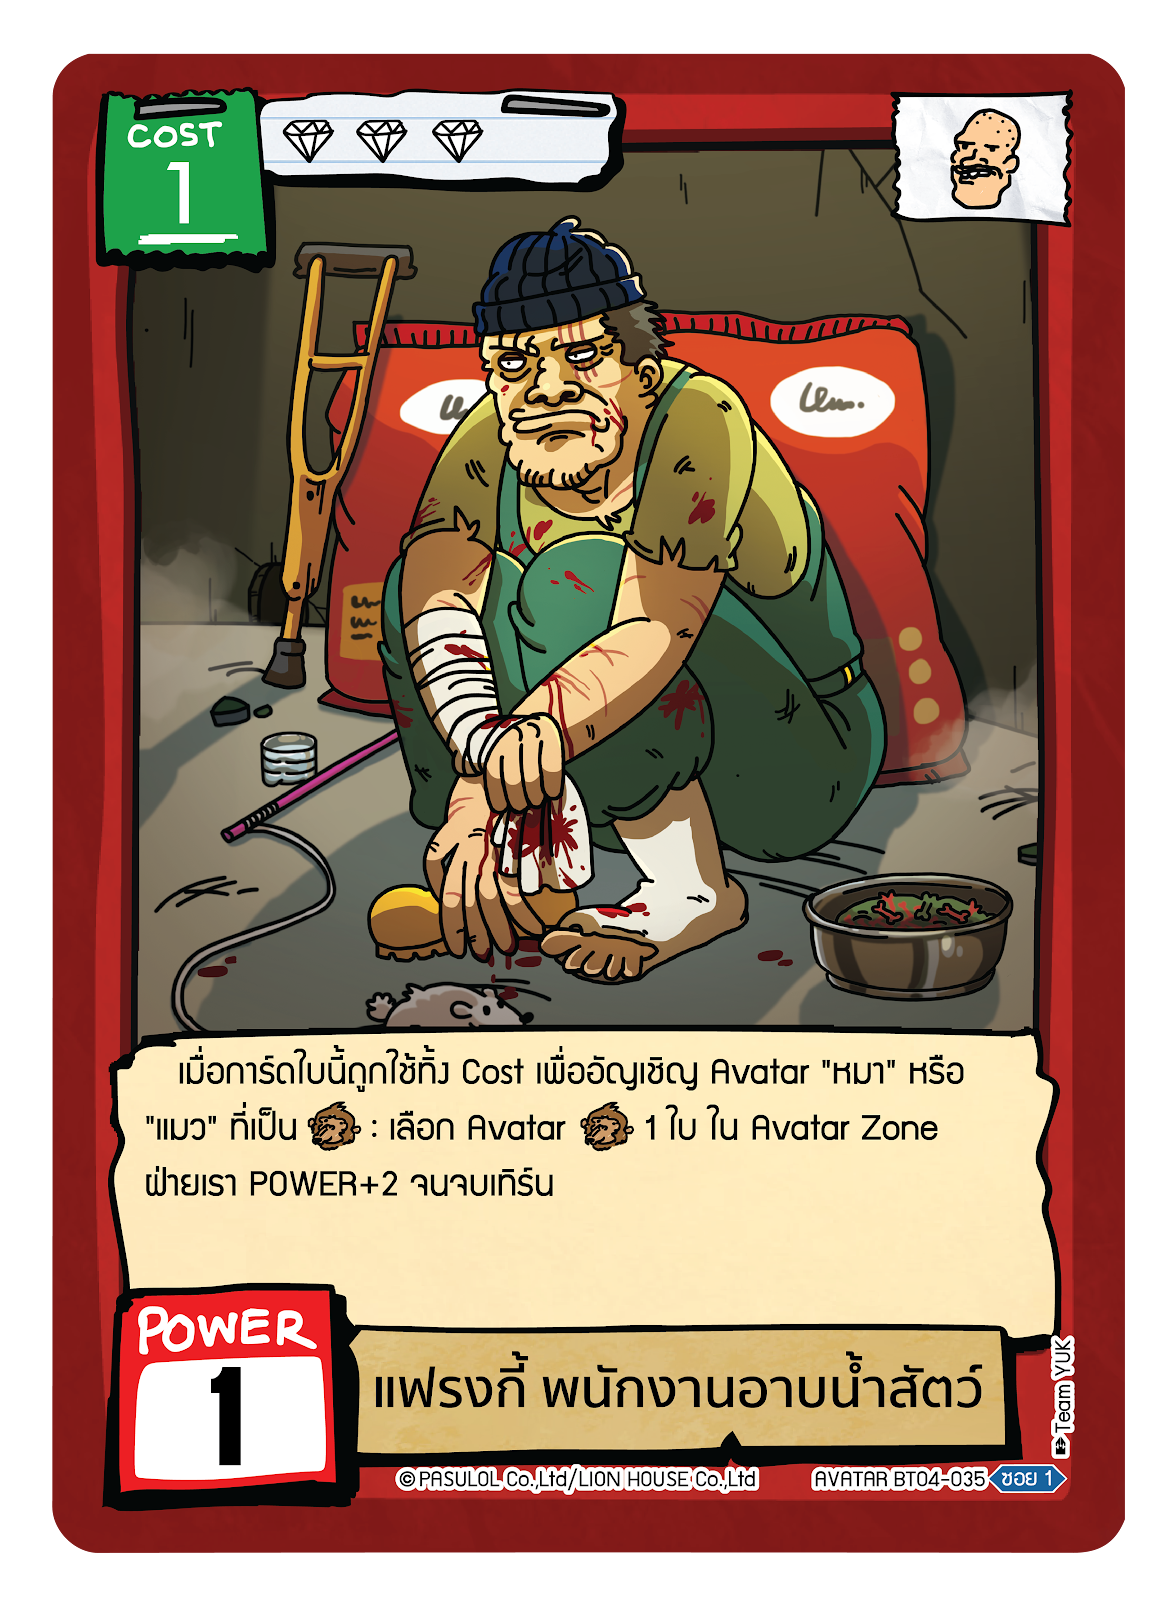 COST
1
เมื่อการ์ดใบนี้ถูกใช้ทิ้ง Cost เพื่ออัญเชิญ Avatar "หมา" หรือ
"แมว" ที่เป็น : เลือก Avatar 1 ใบ ใน Avatar Zone
ฝ่ายเรา POWER+2 จนจบเทิร์น
POWER
1
แฟรงกี้ พนักงานอาบน้ำสัตว์
Team YUK
© PASULOL Co.,Ltd/LION HOUSE Co.,Ltd
AVATAR BT04-035 ซอย 1